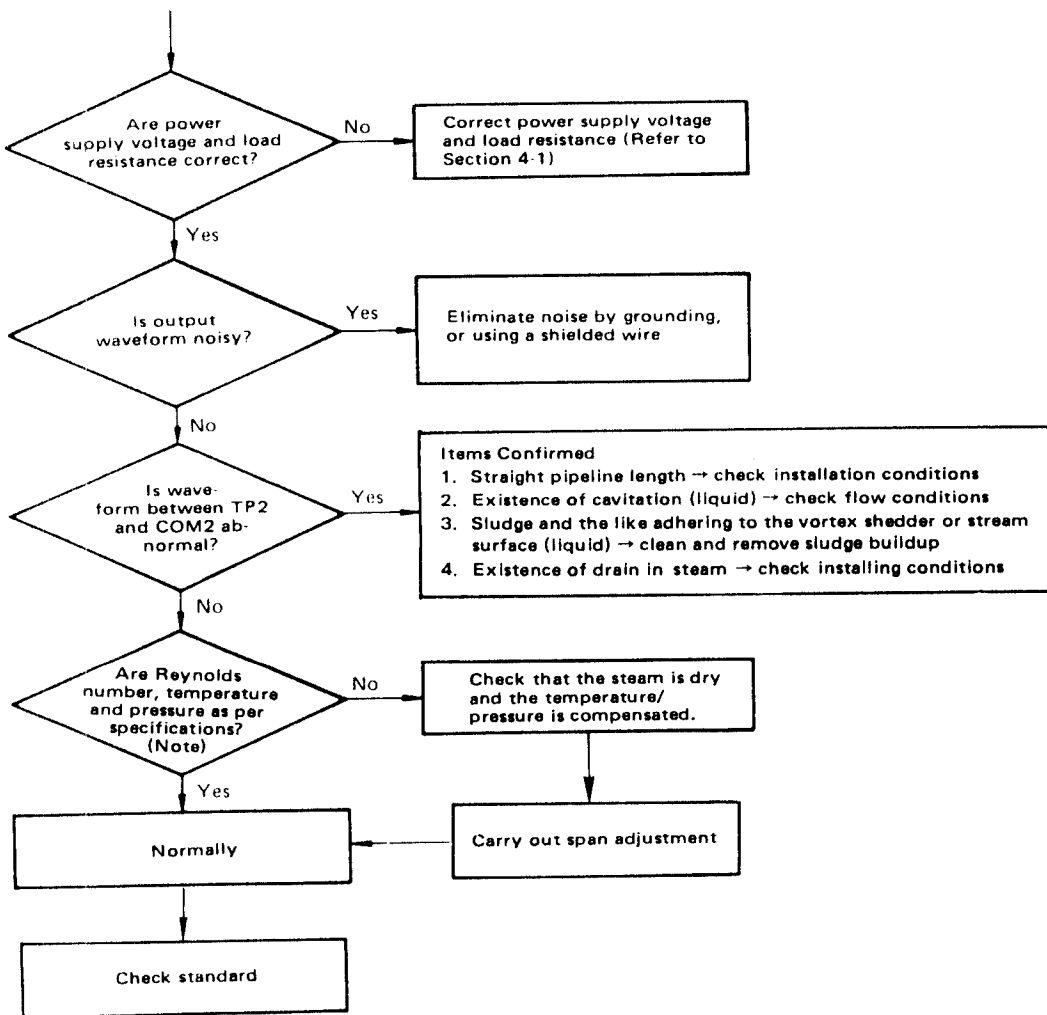 Are power
supply voltage and load
resistance correct?
No
Correct power supply voltage
and load resistance (Refer to
Section 4-1)
Yes
Is output
waveform noisy?
Yes
Eliminate noise by grounding,
or using a shielded wire
No
Is wave-
form between TP2
and COM2 ab-
normal?
Yes
Items Confirmed
1. Straight pipeline length → check installation conditions
2. Existence of cavitation (liquid) → check flow conditions
3. Sludge and the like adhering to the vortex shedder or stream
surface (liquid) → clean and remove sludge buildup
4. Existence of drain in steam → check installing conditions
No
Are Reynolds
number, temperature
and pressure as per
specifications?
(Note)
No
Check that the steam is dry
and the temperature/
pressure is compensated.
Yes
Normally
Carry out span adjustment
Check standard